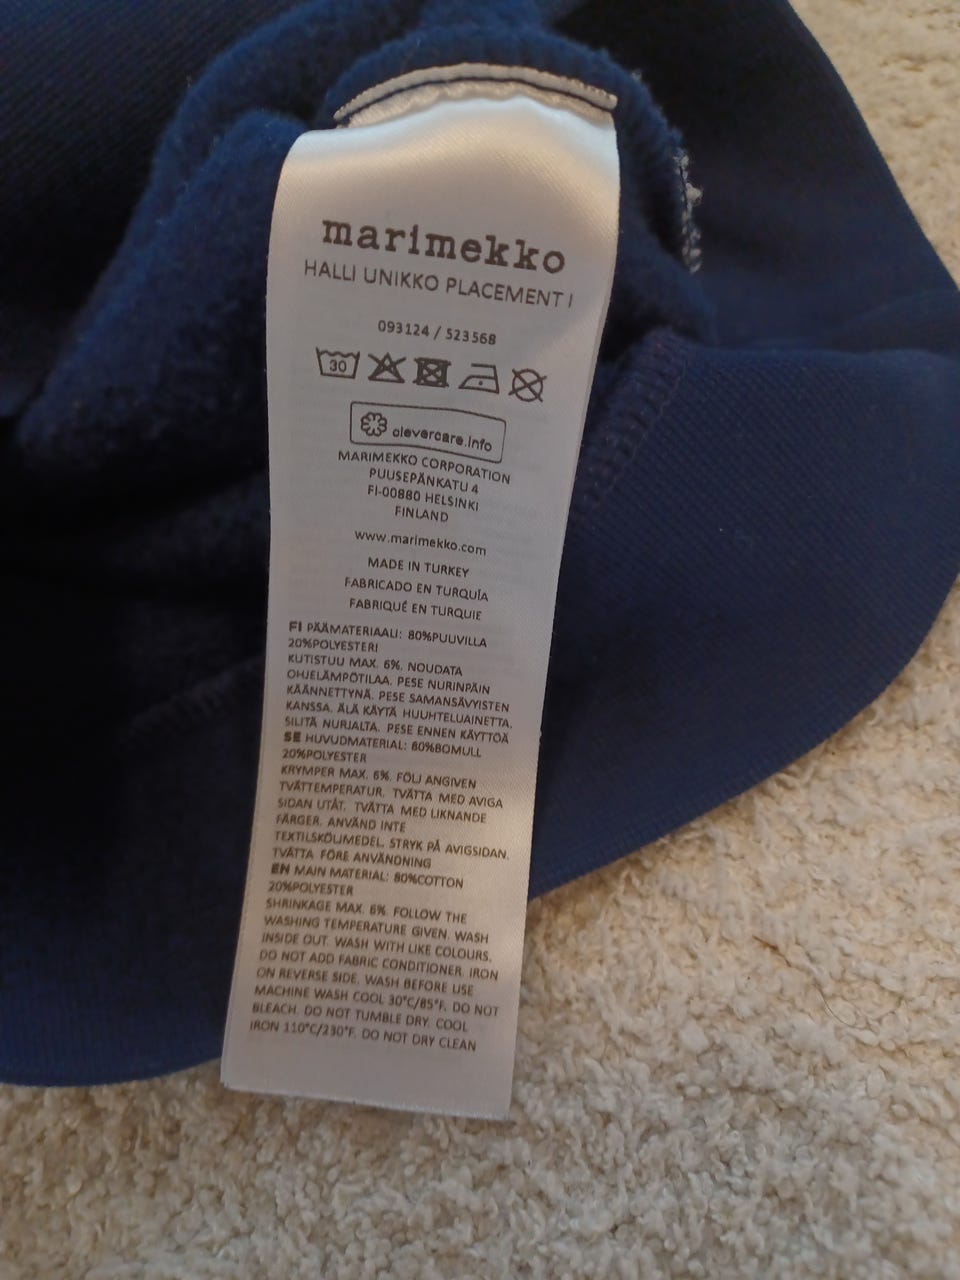 marimekko
HALLI UNIKKO PLACEMENT I
093124 / 523568
30
clevercare.info
MARIMEKKO CORPORATION
PUUSEPÄNKATU 4
FI-00880 HELSINKI
FINLAND
www.marimekko.com
MADE IN TURKEY
FABRICADO EN TURQUÍA
FABRIQUÉ EN TURQUIE
FI PÄÄMATERIAALI: 80%PUUVILLA
20%POLYESTERI
KUTISTUU MAX. 6%. NOUDATA
OHJELÄMPÖTILAA. PESE NURINPÄIN
KÄÄNNETTYNÄ. PESE SAMANSÄVYISTEN
KANSSA. ÄLÄ KÄYTÄ HUUHTELUAINETTA.
SILITÄ NURJALTA. PESE ENNEN KÄYTTÖÄ
SE HUVUDMATERIAL: 80%BOMULL
20%POLYESTER
KRYMPER MAX. 6%. FÖLJ ANGIVEN
TVÄTTEMPERATUR. TVÄTTA MED AVIGA
SIDAN UTÅT. TVÄTTA MED LIKNANDE
FÄRGER. ANVÄND INTE
TEXTILSKÖLJMEDEL. STRYK PÅ AVIGSIDAN.
TVÄTTA FÖRE ANVÄNDNING
EN MAIN MATERIAL: 80%COTTON
20%POLYESTER
SHRINKAGE MAX. 6%. FOLLOW THE
WASHING TEMPERATURE GIVEN. WASH
INSIDE OUT. WASH WITH LIKE COLOURS.
DO NOT ADD FABRIC CONDITIONER. IRON
ON REVERSE SIDE. WASH BEFORE USE
MACHINE WASH COOL 30°C/85°F. DO NOT
BLEACH. DO NOT TUMBLE DRY. COOL
IRON 110°C/230°F. DO NOT DRY CLEAN